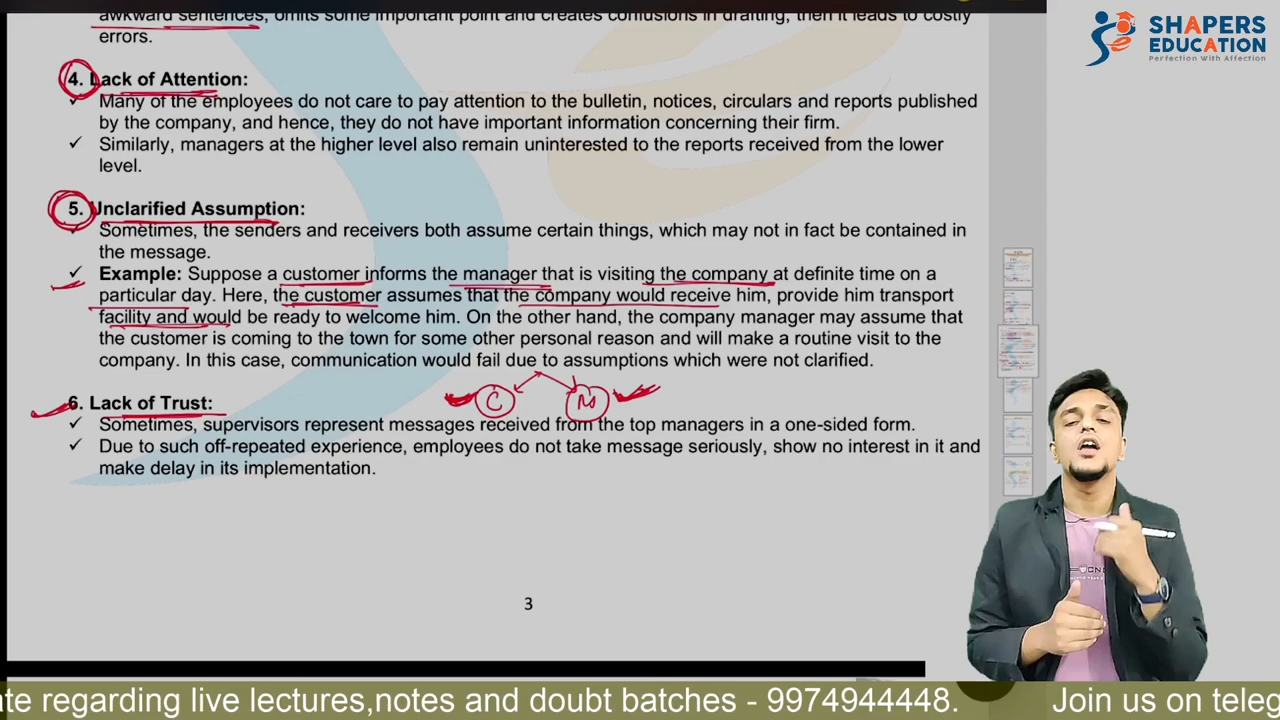 awkward sentences, omits some important point and creates confusions in drafting, then it leads to costly
errors.
SHAPERS
EDUCATION
Perfection With Affection
4. Lack of Attention:
✓ Many of the employees do not care to pay attention to the bulletin, notices, circulars and reports published
by the company, and hence, they do not have important information concerning their firm.
✓ Similarly, managers at the higher level also remain uninterested to the reports received from the lower
level.
5. Unclarified Assumption:
✓ Sometimes, the senders and receivers both assume certain things, which may not in fact be contained in
the message.
✓ Example: Suppose a customer informs the manager that is visiting the company at definite time on a
particular day. Here, the customer assumes that the company would receive him, provide him transport
facility and would be ready to welcome him. On the other hand, the company manager may assume that
the customer is coming to the town for some other personal reason and will make a routine visit to the
company. In this case, communication would fail due to assumptions which were not clarified.
C M
6. Lack of Trust:
✓ Sometimes, supervisors represent messages received from the top managers in a one-sided form.
✓ Due to such off-repeated experience, employees do not take message seriously, show no interest in it and
make delay in its implementation.
3
ate regarding live lectures,notes and doubt batches - 9974944448. Join us on teleg